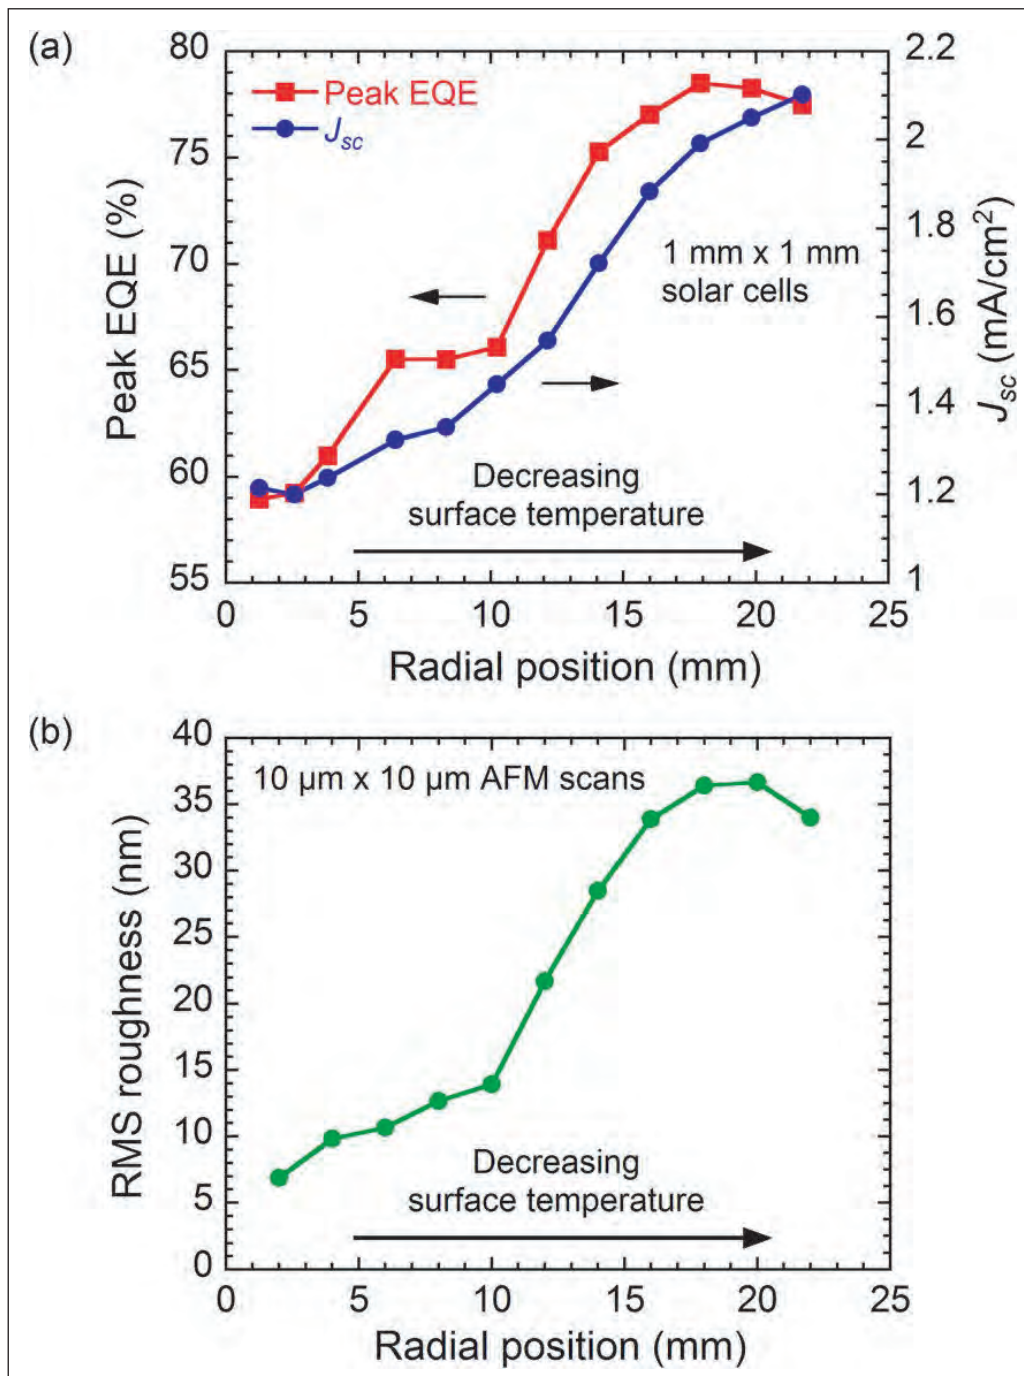 (a)
80
75
70
65
60
55
Peak EQE (%)
Peak EQE
J_sc
2.2
2
1.8
1.6
1.4
1.2
1
J_sc (mA/cm²)
1 mm x 1 mm
solar cells
Decreasing
surface temperature
0 5 10 15 20 25
Radial position (mm)
(b)
40
35
30
25
20
15
10
5
0
RMS roughness (nm)
10 µm x 10 µm AFM scans
Decreasing
surface temperature
0 5 10 15 20 25
Radial position (mm)